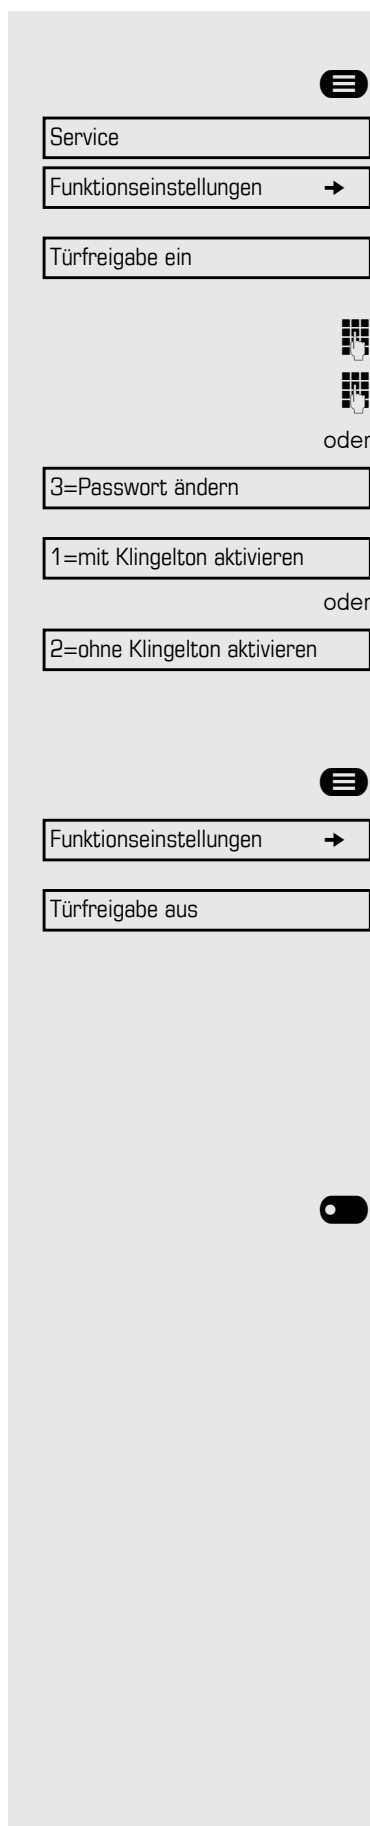 Service
Funktionseinstellungen →
Türfreigabe ein
oder
3=Passwort ändern
1=mit Klingelton aktivieren
oder
2=ohne Klingelton aktivieren
Funktionseinstellungen →
Türfreigabe aus